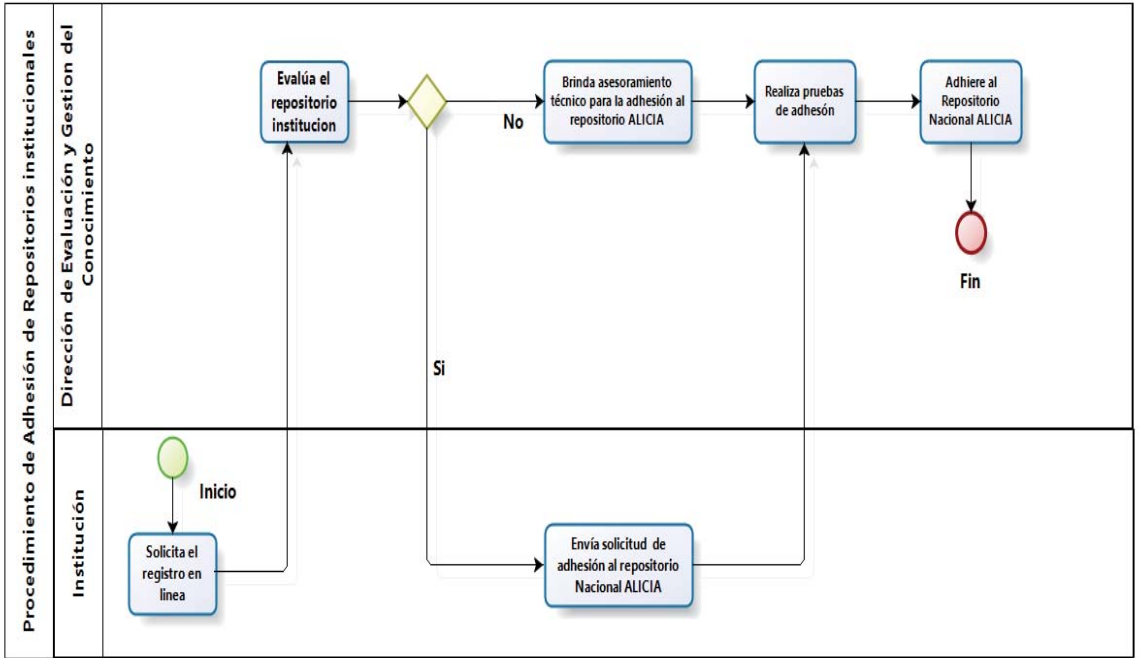 Procedimiento de Adhesión de Repositorios institucionales
Dirección de Evaluación y Gestion del
Conocimiento
Evalúa el
repositorio
institucion
No
Si
Brinda asesoramiento
técnico para la adhesión al
repositorio ALICIA
Realiza pruebas
de adhesón
Adhiere al
Repositorio
Nacional ALICIA
Fin
Institución
Inicio
Solicita el
registro en
linea
Envía solicitud de
adhesión al repositorio
Nacional ALICIA